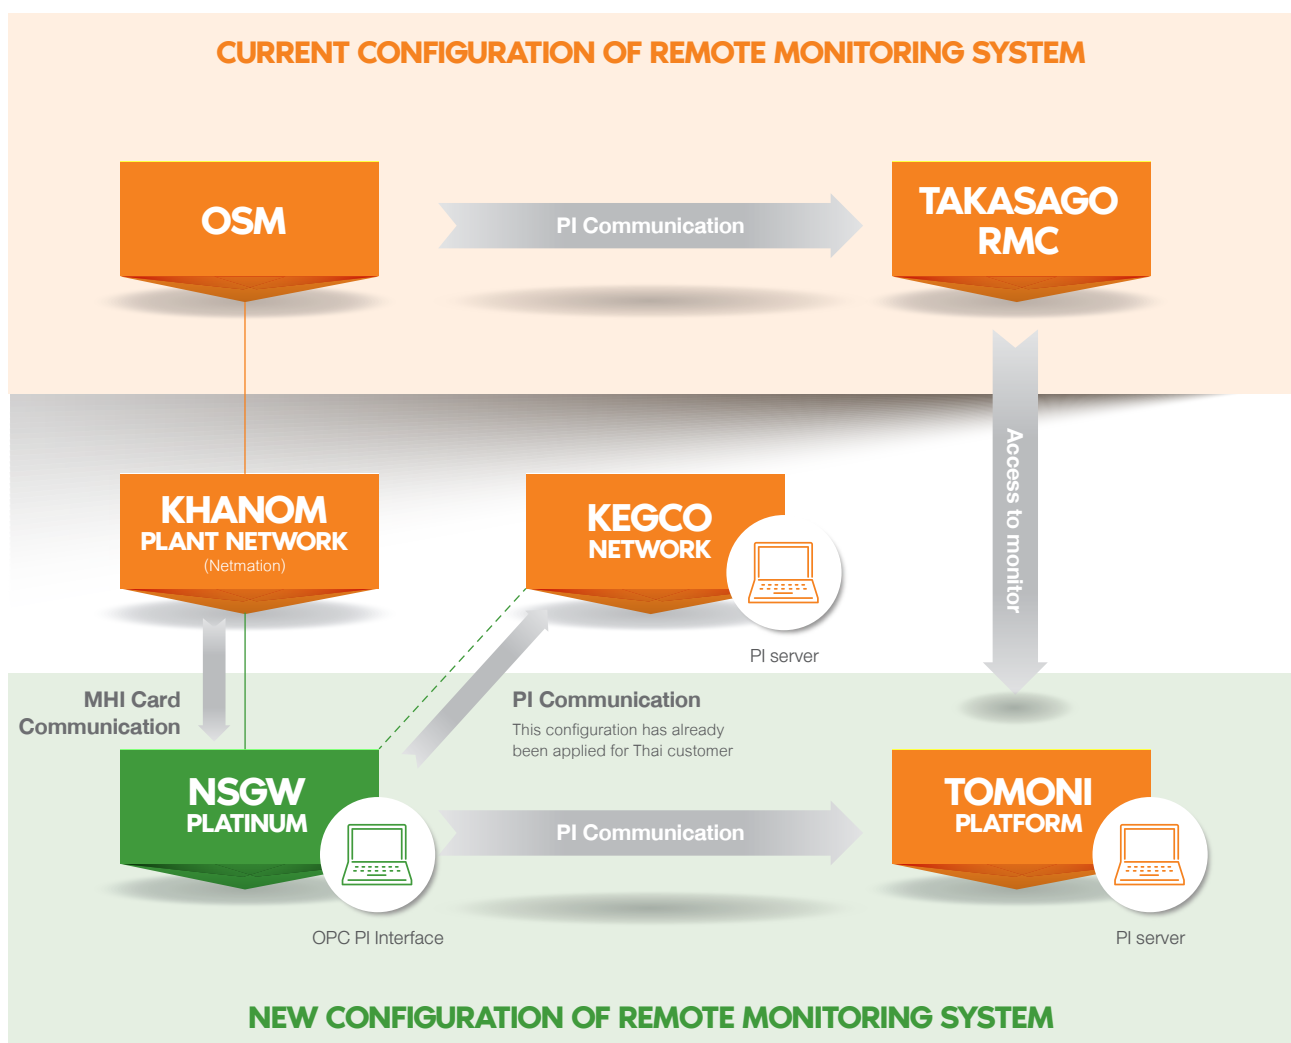 CURRENT CONFIGURATION OF REMOTE MONITORING SYSTEM
OSM
PI Communication
TAKASAGO
RMC
Access to monitor
KHANOM
PLANT NETWORK
(Netmation)
KEGCO
NETWORK
PI server
MHI Card
Communication
PI Communication
This configuration has already
been applied for Thai customer
NSGW
PLATINUM
OPC PI Interface
PI Communication
TOMONI
PLATFORM
PI server
NEW CONFIGURATION OF REMOTE MONITORING SYSTEM